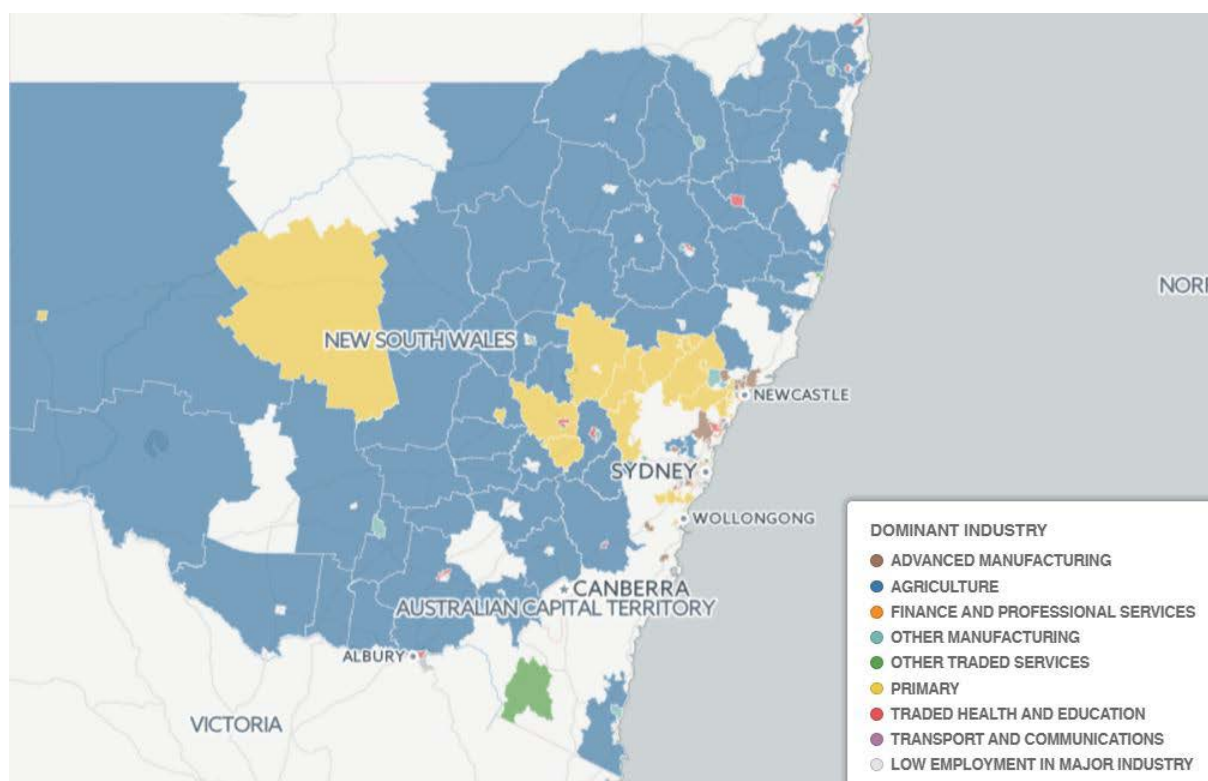 NORF
NEW SOUTH WALES
NEWCASTLE
SYDNEY
WOLLONGONG
CANBERRA
AUSTRALIAN CAPITAL TERRITORY
ALBURY
VICTORIA
DOMINANT INDUSTRY
ADVANCED MANUFACTURING
AGRICULTURE
FINANCE AND PROFESSIONAL SERVICES
OTHER MANUFACTURING
OTHER TRADED SERVICES
PRIMARY
TRADED HEALTH AND EDUCATION
TRANSPORT AND COMMUNICATIONS
LOW EMPLOYMENT IN MAJOR INDUSTRY